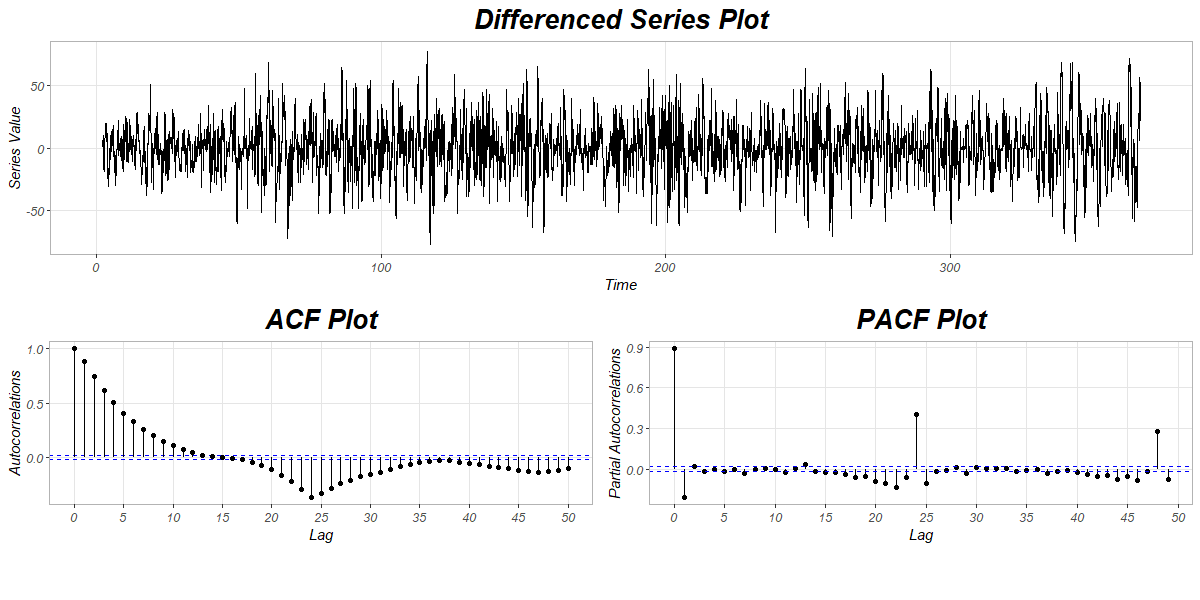 Differenced Series Plot
Series Value
50
0
-50
0 100 200 300
Time
ACF Plot
Autocorrelations
1.0
0.5
0.0
0 5 10 15 20 25 30 35 40 45 50
Lag
PACF Plot
Partial Autocorrelations
0.9
0.6
0.3
0.0
0 5 10 15 20 25 30 35 40 45 50
Lag